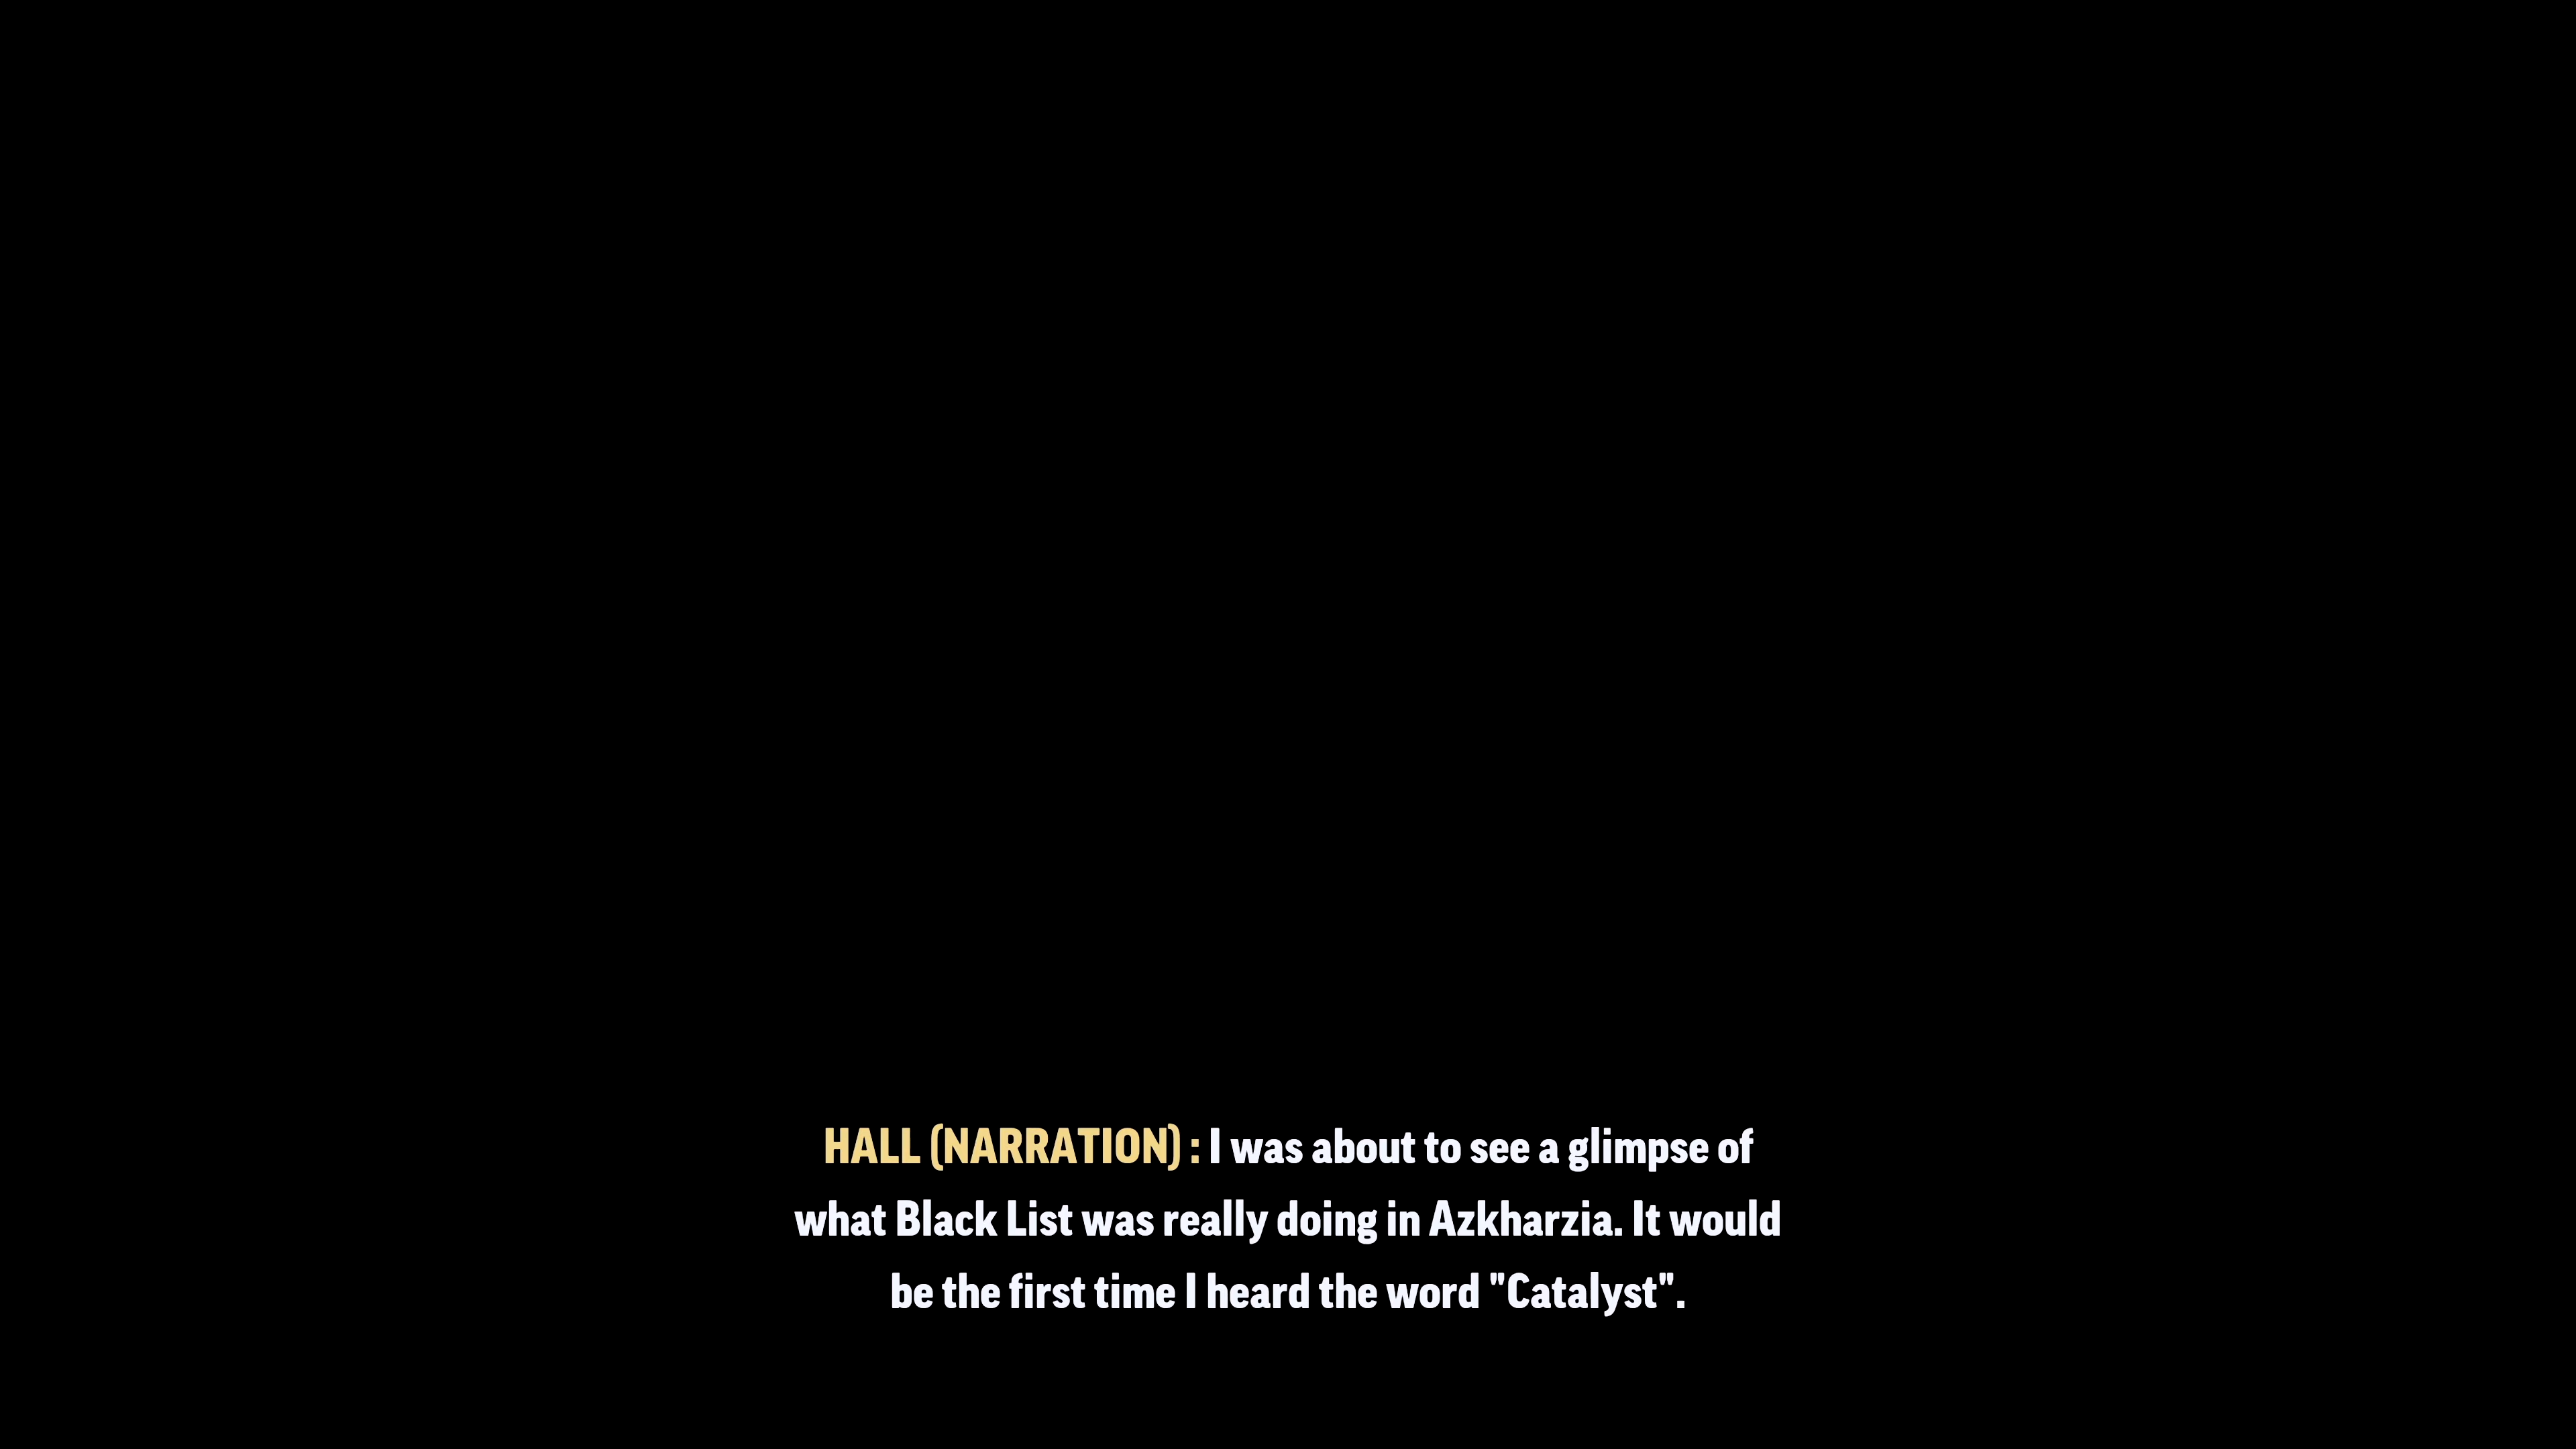 HALL (NARRATION) : I was about to see a glimpse of
what Black List was really doing in Azkharzia. It would
be the first time I heard the word "Catalyst".